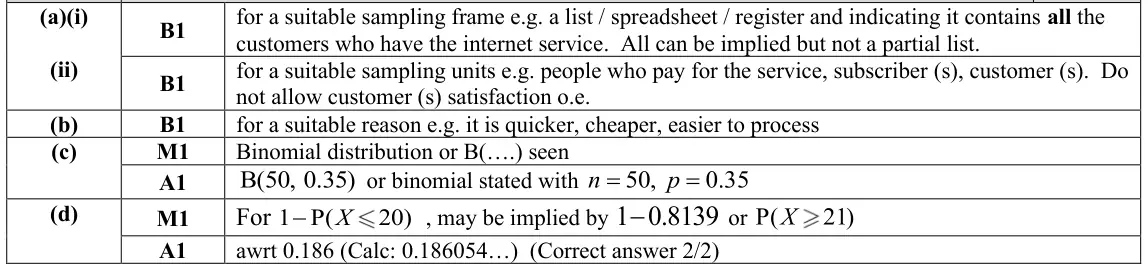 (a)(i) B1 for a suitable sampling frame e.g. a list / spreadsheet / register and indicating it contains all the
customers who have the internet service.  All can be implied but not a partial list.
(ii) B1 for a suitable sampling units e.g. people who pay for the service, subscriber (s), customer (s).  Do
not allow customer (s) satisfaction o.e.
(b) B1 for a suitable reason e.g. it is quicker, cheaper, easier to process
(c) M1 Binomial distribution or B(….) seen
A1 B(50, 0.35) or binomial stated with n = 50, p = 0.35
(d) M1 For 1−P(X⩽20) , may be implied by 1−0.8139 or P(X⩾21)
A1 awrt 0.186 (Calc: 0.186054…)  (Correct answer 2/2)